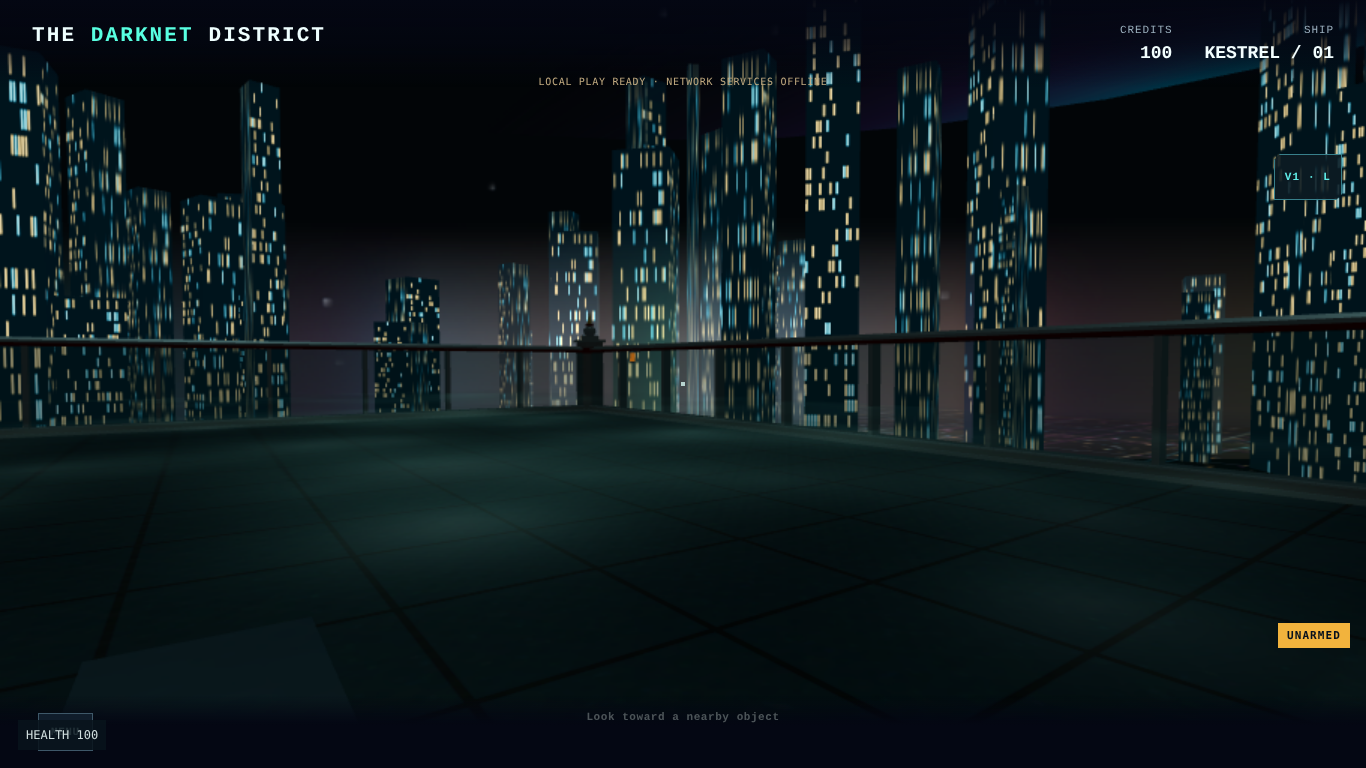 THE DARKNET DISTRICT
CREDITS
100
SHIP
KESTREL / 01
LOCAL PLAY READY · NETWORK SERVICES OFFLINE
V1 · L
UNARMED
Look toward a nearby object
HEALTH 100